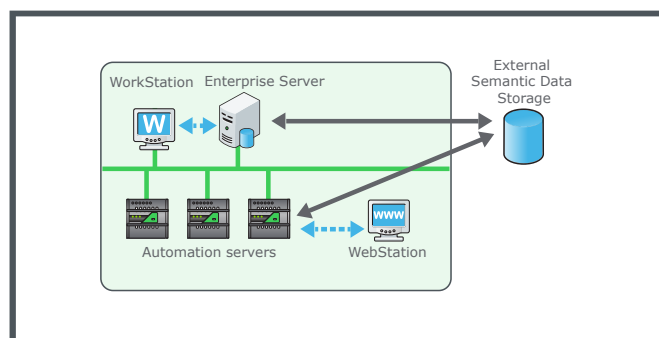 External
Semantic Data
Storage
WorkStation
Enterprise Server
W
Automation servers
www
WebStation